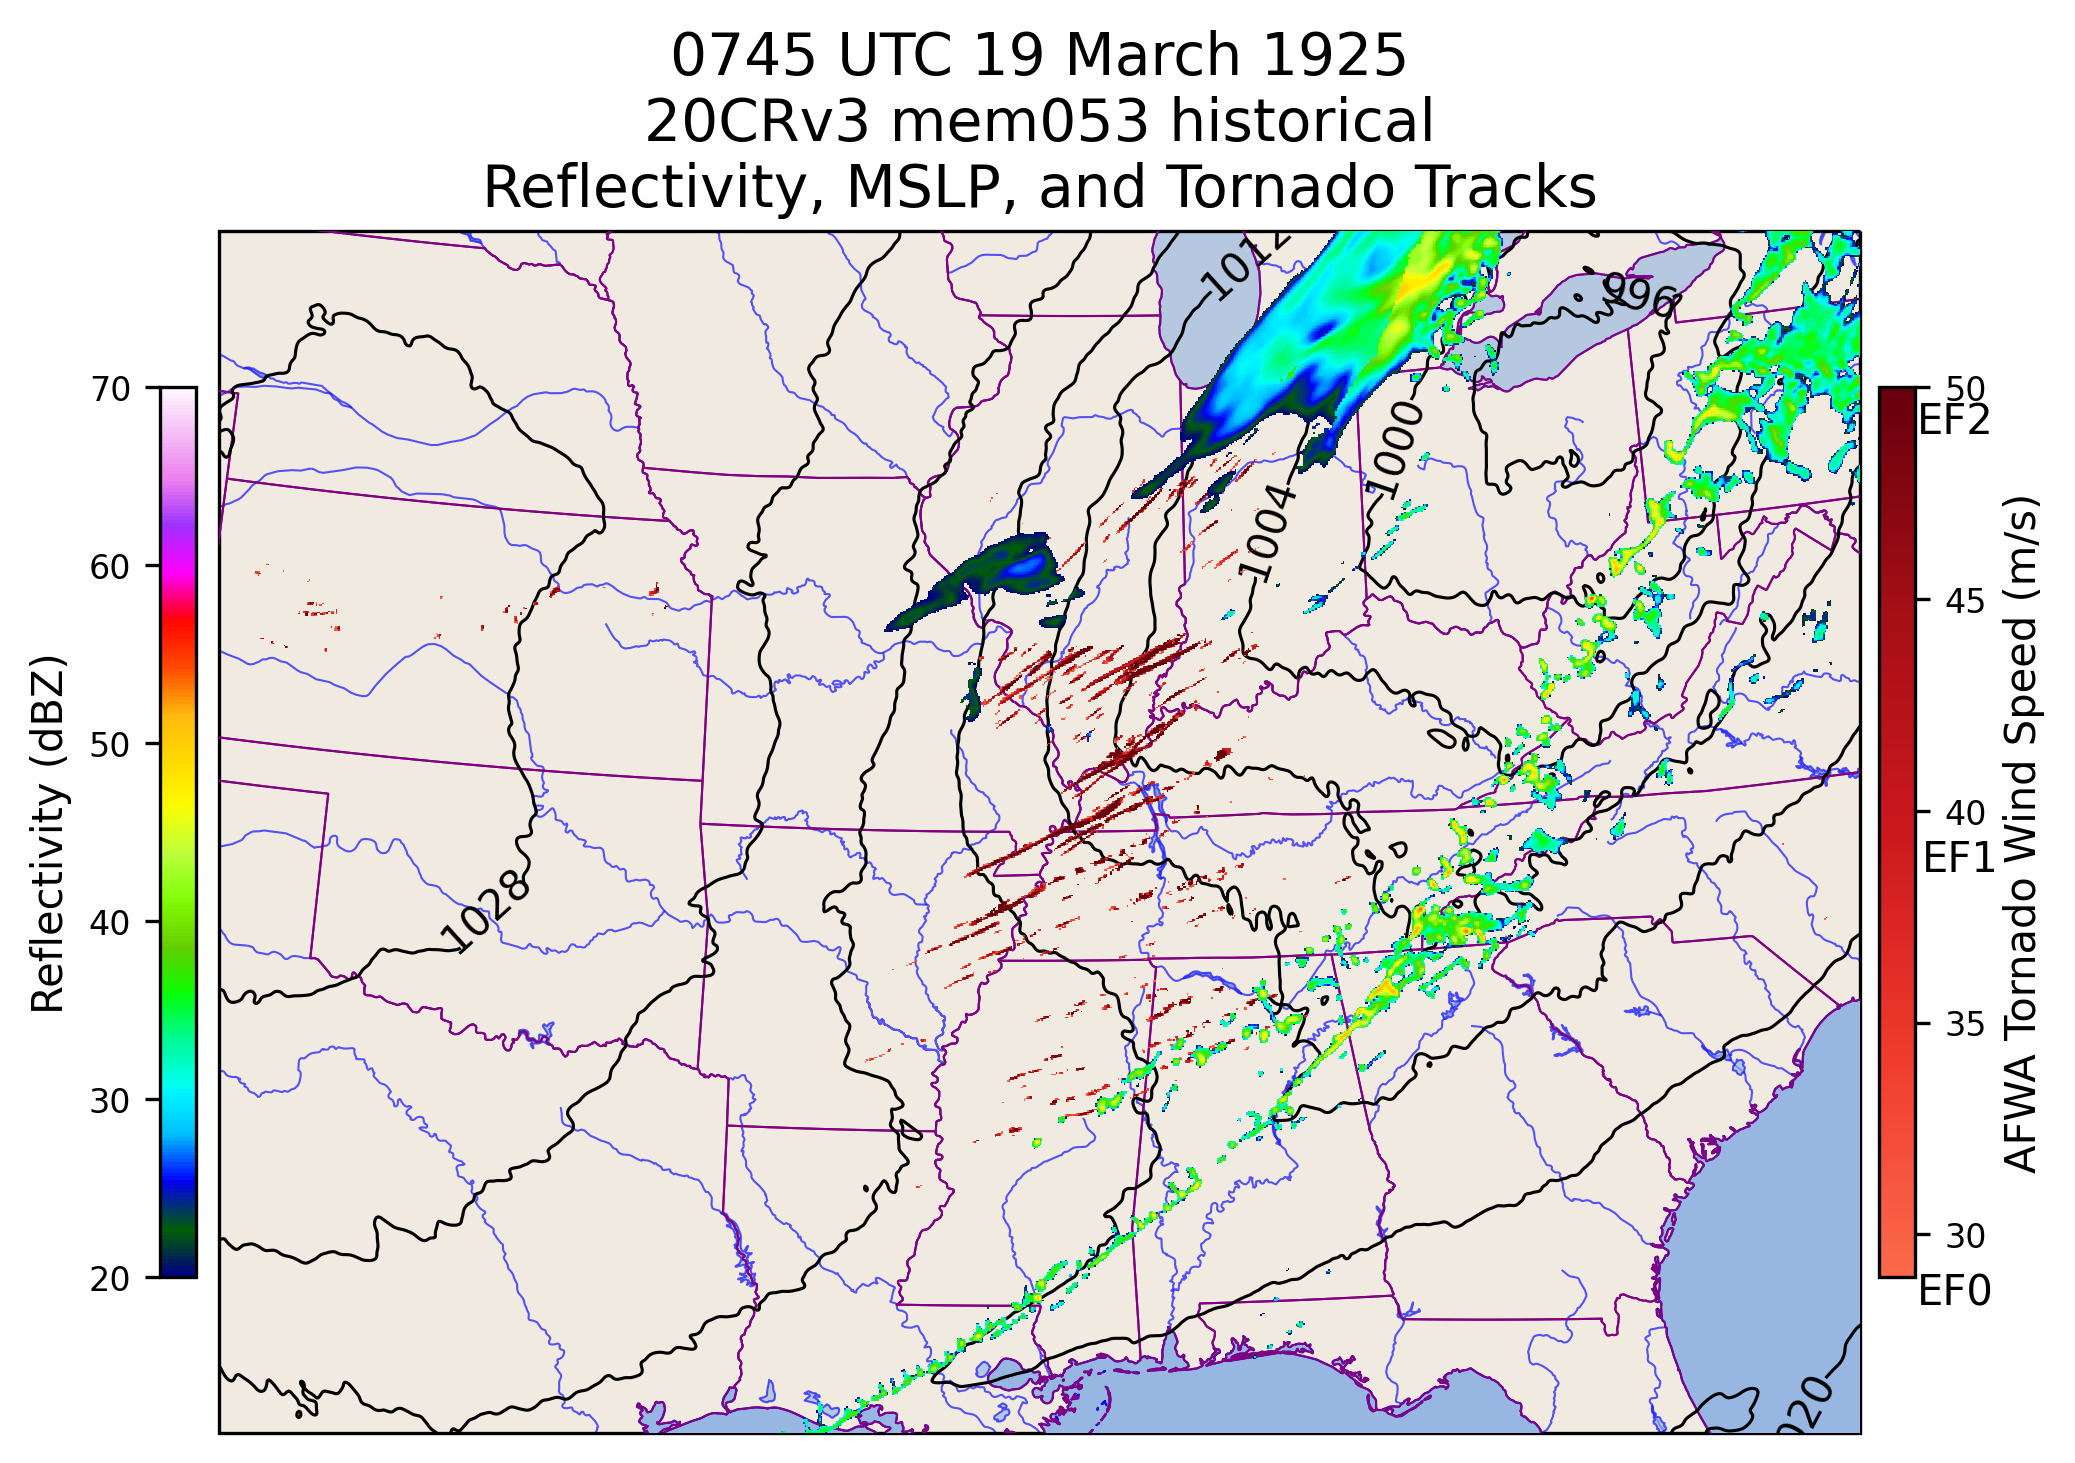 0745 UTC 19 March 1925
20CRv3 mem053 historical
Reflectivity, MSLP, and Tornado Tracks
1012
996
1000
1004
1028
020
70
60
50
40
30
20
Reflectivity (dBZ)
50
EF2
45
40
EF1
35
30
EF0
AFWA Tornado Wind Speed (m/s)